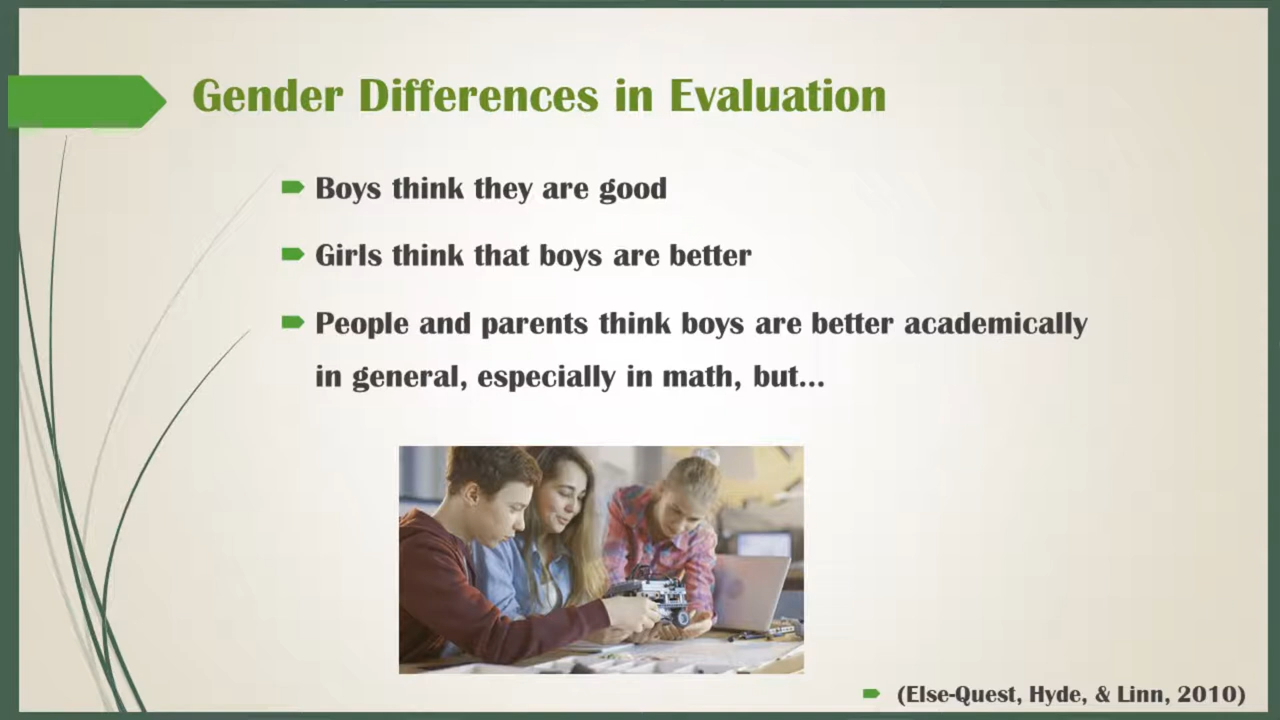 Gender Differences in Evaluation
Boys think they are good
Girls think that boys are better
People and parents think boys are better academically
in general, especially in math, but...
(Else-Quest, Hyde, & Linn, 2010)